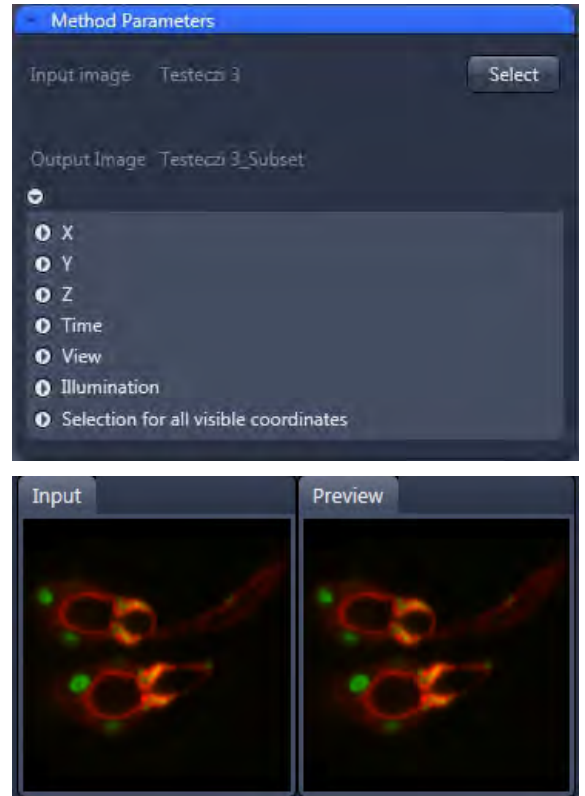 Method Parameters
Input image Testeczi 3 Select
Output Image Testeczi 3_Subset
X
Y
Z
Time
View
Illumination
Selection for all visible coordinates
Input Preview